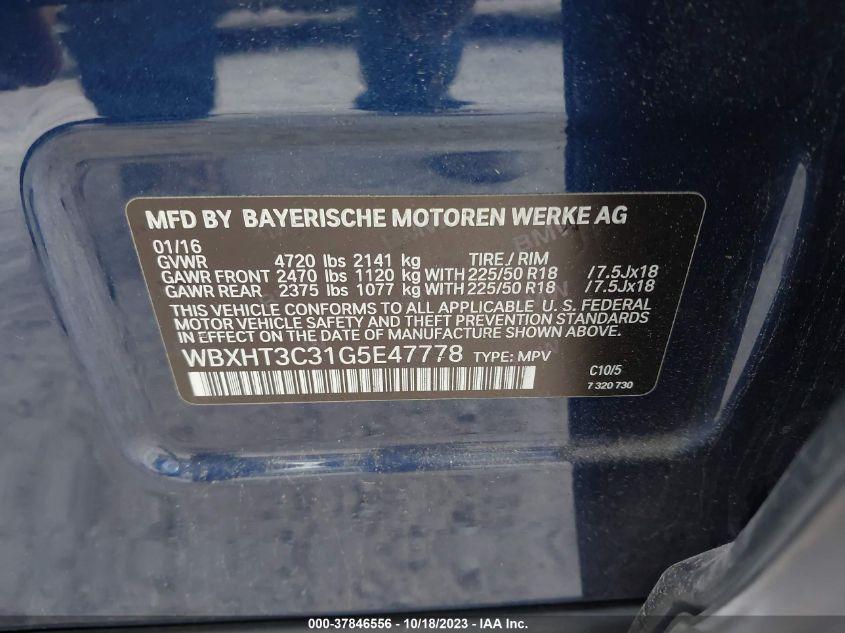 MFD BY BAYERISCHE MOTOREN WERKE AG
01/16
GVWR 4720 lbs 2141 kg TIRE / RIM
GAWR FRONT 2470 lbs 1120 kg WITH 225/50 R18 /7.5Jx18
GAWR REAR 2375 lbs 1077 kg WITH 225/50 R18 /7.5Jx18
THIS VEHICLE CONFORMS TO ALL APPLICABLE U.S. FEDERAL
MOTOR VEHICLE SAFETY AND THEFT PREVENTION STANDARDS
IN EFFECT ON THE DATE OF MANUFACTURE SHOWN ABOVE.
WBXHT3C31G5E47778 TYPE: MPV
C10/5
7 320 730
000-37846556 - 10/18/2023 - IAA Inc.